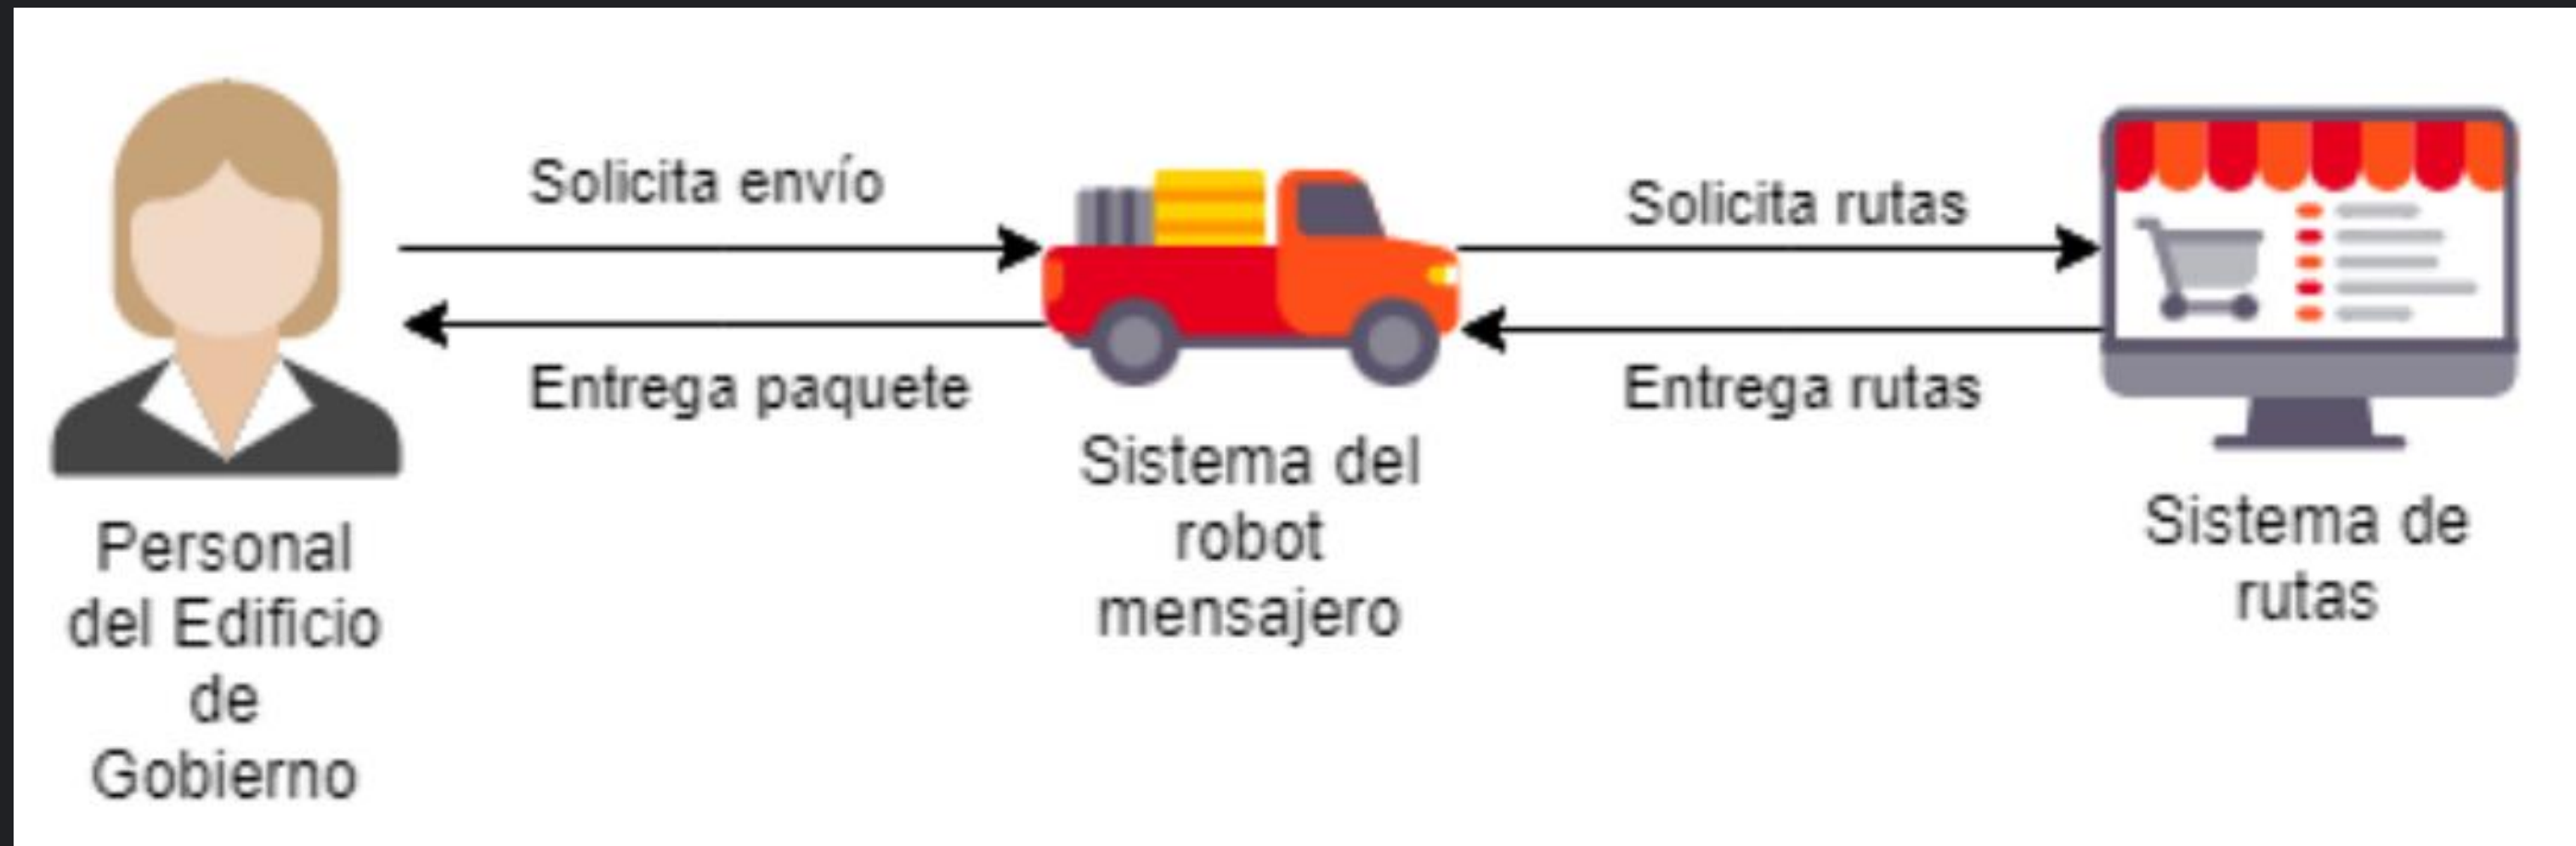 Solicita envío
Solicita rutas
Entrega paquete
Entrega rutas
Personal
del Edificio
de
Gobierno
Sistema del
robot
mensajero
Sistema de
rutas